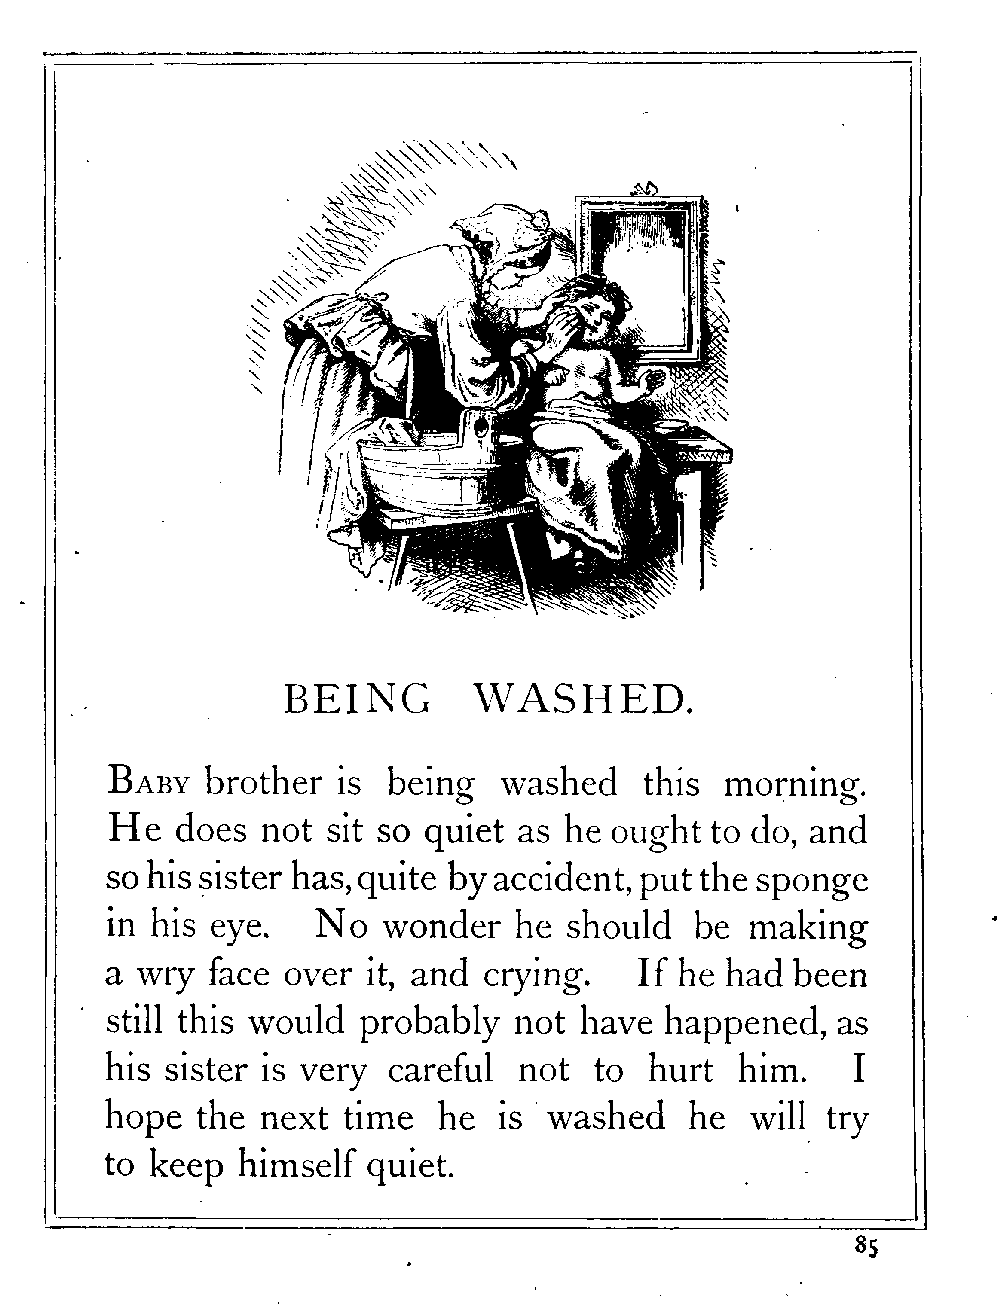 BEING WASHED.
BABY brother is being washed this morning.
He does not sit so quiet as he ought to do, and
so his sister has, quite by accident, put the sponge
in his eye. No wonder he should be making
a wry face over it, and crying. If he had been
still this would probably not have happened, as
his sister is very careful not to hurt him. I
hope the next time he is washed he will try
to keep himself quiet.
85